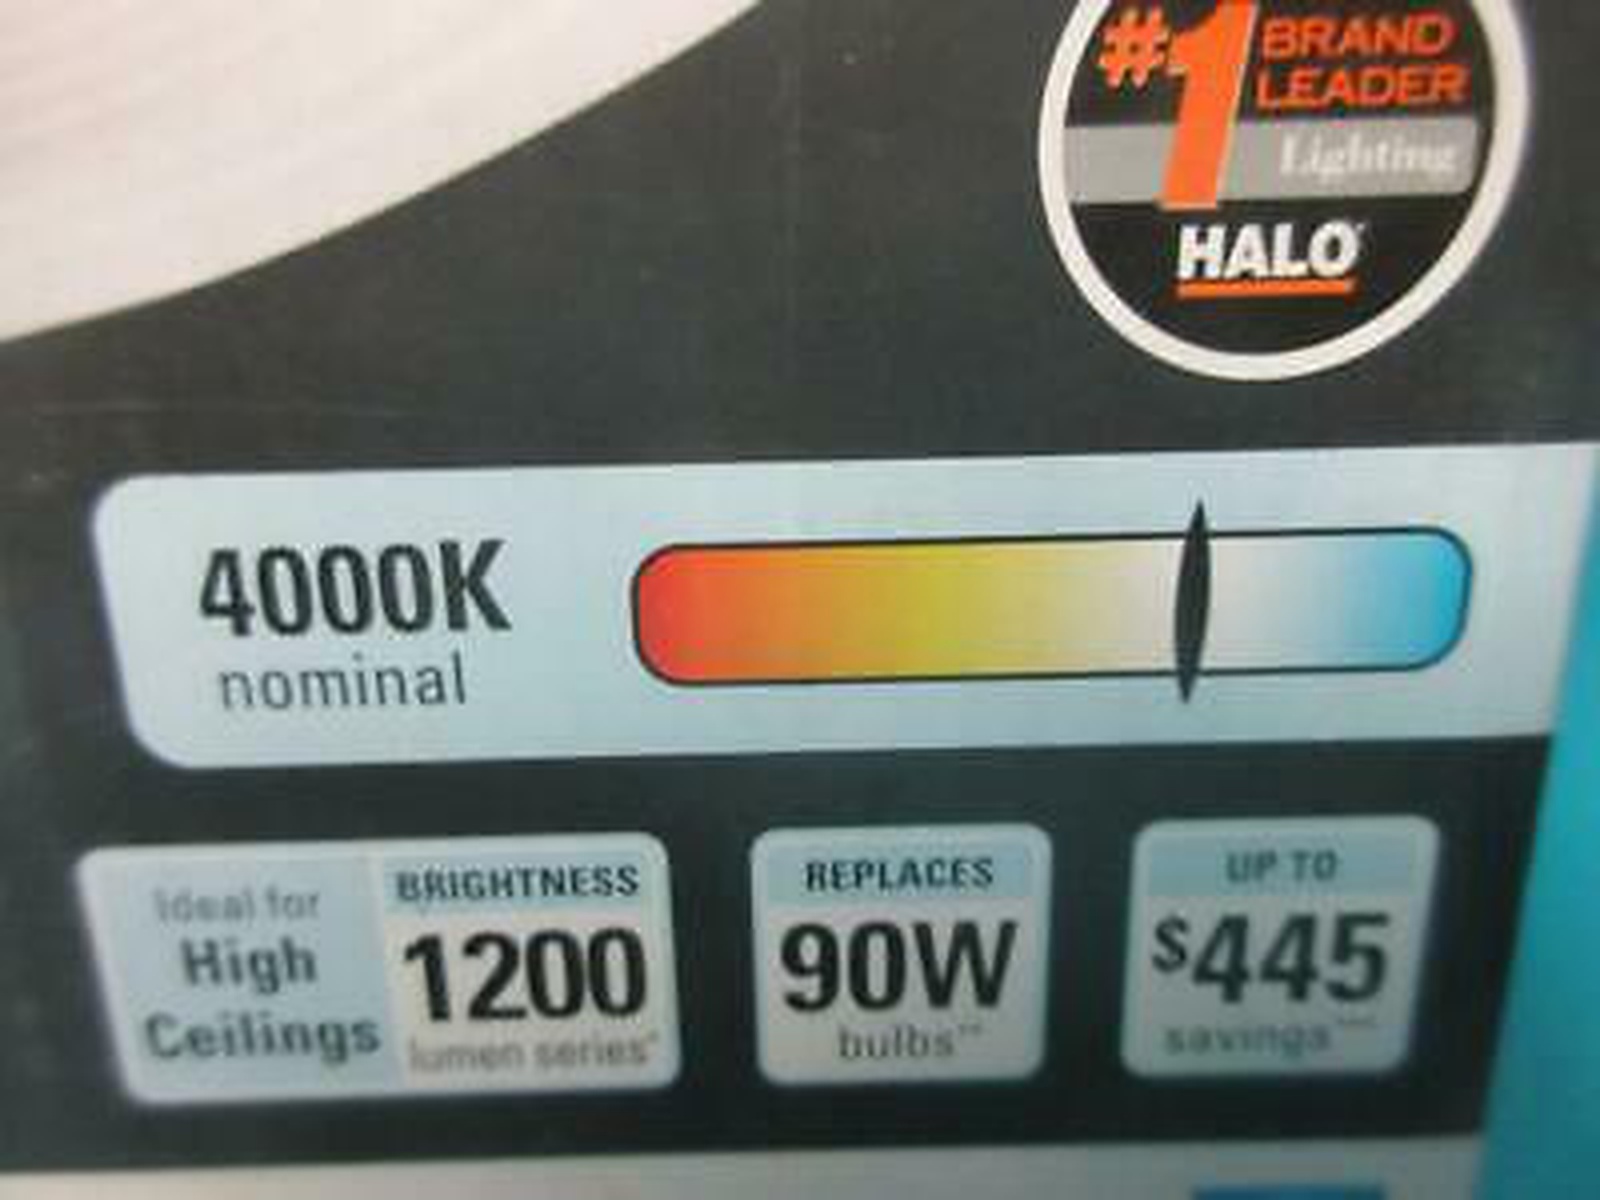 #1 BRAND
LEADER
Lighting
HALO
4000K
nominal
Ideal for
High
Ceilings
BRIGHTNESS
1200
lumen series*
REPLACES
90W
bulbs**
UP TO
$445
savings***